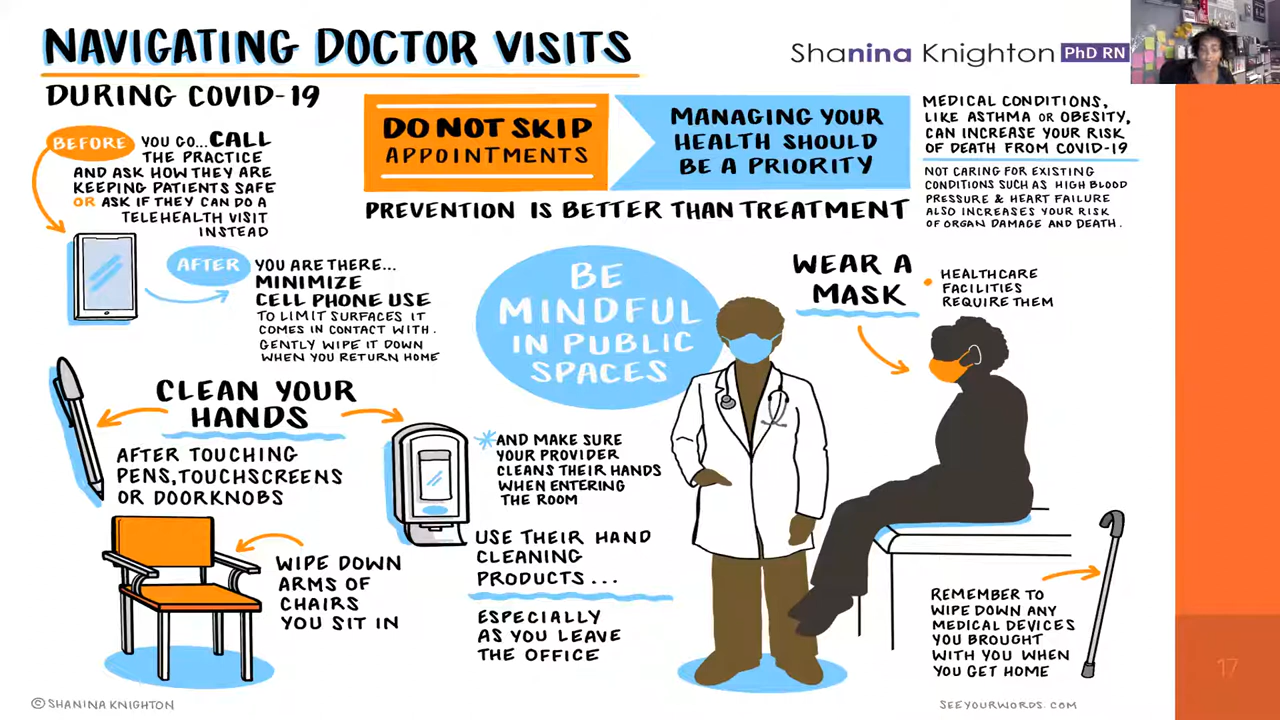 NAVIGATING DOCTOR VISITS
DURING COVID-19
Shanina Knighton PhD RN
BEFORE YOU GO...CALL
THE PRACTICE
AND ASK HOW THEY ARE
KEEPING PATIENTS SAFE
OR ASK IF THEY CAN DO A
TELEHEALTH VISIT
INSTEAD
DO NOT SKIP
APPOINTMENTS
MANAGING YOUR
HEALTH SHOULD
BE A PRIORITY
PREVENTION IS BETTER THAN TREATMENT
MEDICAL CONDITIONS,
LIKE ASTHMA OR OBESITY,
CAN INCREASE YOUR RISK
OF DEATH FROM COVID-19
NOT CARING FOR EXISTING
CONDITIONS SUCH AS HIGH BLOOD
PRESSURE & HEART FAILURE
ALSO INCREASES YOUR RISK
OF ORGAN DAMAGE AND DEATH.
AFTER YOU ARE THERE...
MINIMIZE
CELL PHONE USE
TO LIMIT SURFACES IT
COMES IN CONTACT WITH.
GENTLY WIPE IT DOWN
WHEN YOU RETURN HOME
BE
MINDFUL
IN PUBLIC
SPACES
WEAR A
MASK
• HEALTHCARE
FACILITIES
REQUIRE THEM
CLEAN YOUR
HANDS
AFTER TOUCHING
PENS, TOUCHSCREENS
OR DOORKNOBS
*AND MAKE SURE
YOUR PROVIDER
CLEANS THEIR HANDS
WHEN ENTERING
THE ROOM
USE THEIR HAND
CLEANING
PRODUCTS...
ESPECIALLY
AS YOU LEAVE
THE OFFICE
WIPE DOWN
ARMS OF
CHAIRS
YOU SIT IN
REMEMBER TO
WIPE DOWN ANY
MEDICAL DEVICES
YOU BROUGHT
WITH YOU WHEN
YOU GET HOME
17
© SHANINA KNIGHTON
SEEYOURWORDS.COM